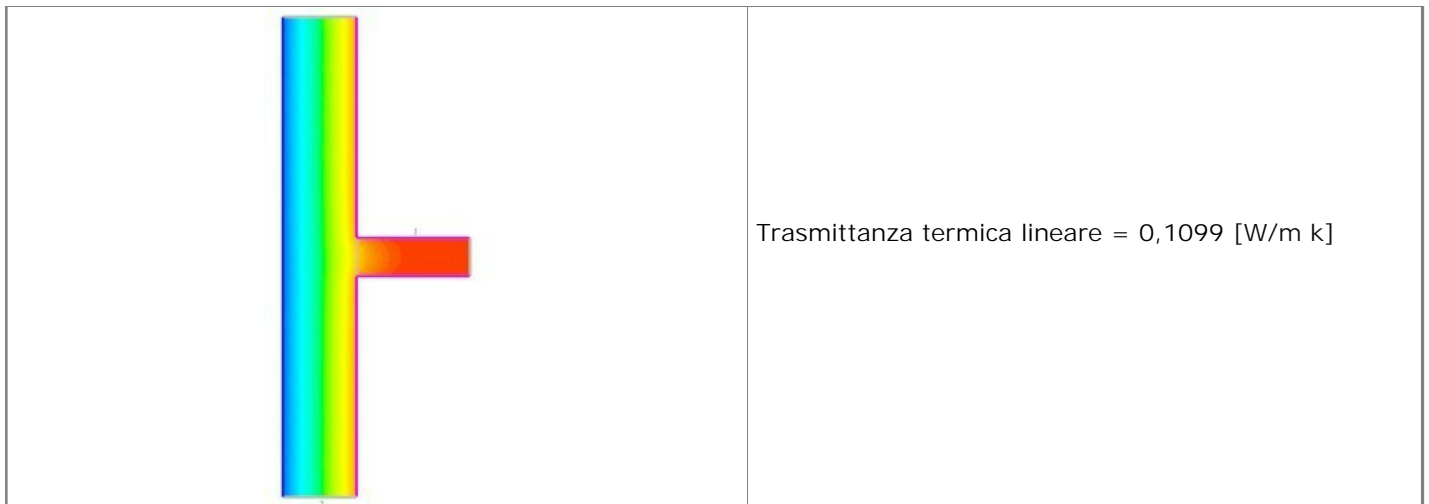 Trasmittanza termica lineare = 0,1099 [W/m k]